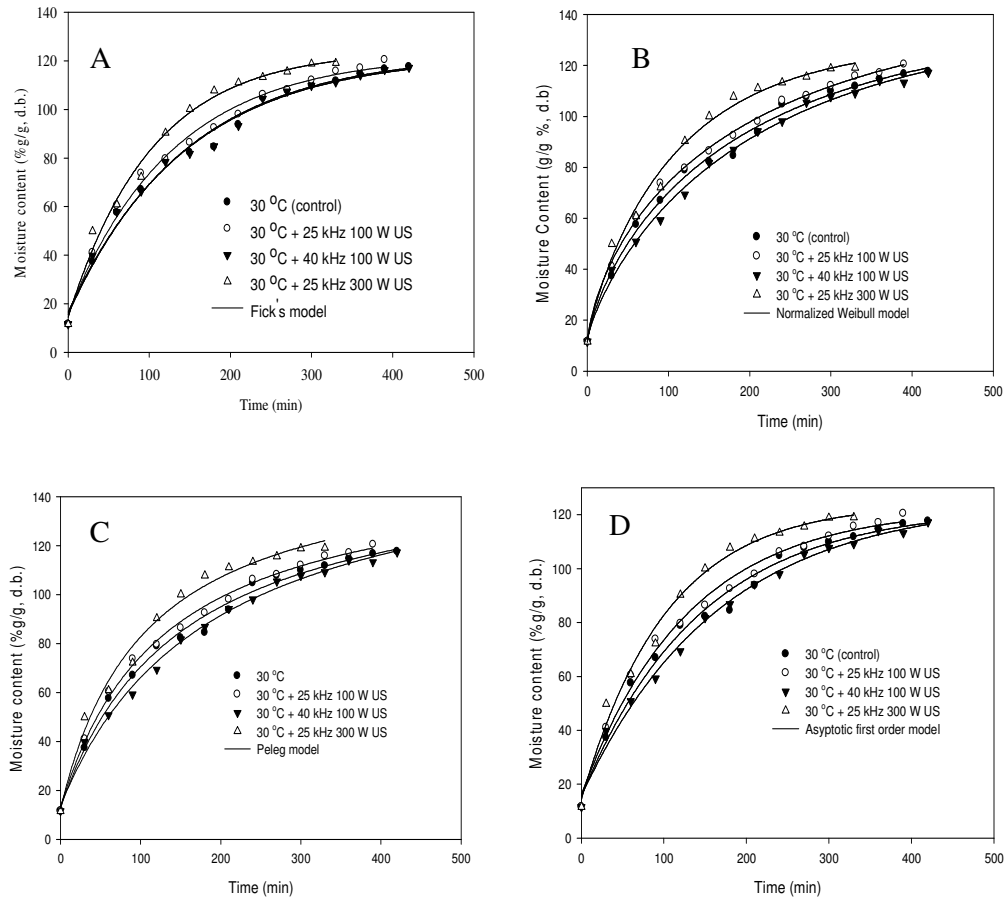 A
Moisture content (%g/g, d.b.)
140
120
100
80
60
40
20
0
30 ⁰C (control)
30 ⁰C + 25 kHz 100 W US
30 ⁰C + 40 kHz 100 W US
30 ⁰C + 25 kHz 300 W US
Fick's model
0 100 200 300 400 500
Time (min)
B
Moisture Content (g/g %, d.b)
140
120
100
80
60
40
20
0
30 °C (control)
30 °C + 25 kHz 100 W US
30 °C + 40 kHz 100 W US
30 °C + 25 kHz 300 W US
Normalized Weibull model
0 100 200 300 400 500
Time (min)
C
Moisture content (%g/g, d.b.)
140
120
100
80
60
40
20
0
30 °C
30 °C + 25 kHz 100 W US
30 °C + 40 kHz 100 W US
30 °C + 25 kHz 300 W US
Peleg model
0 100 200 300 400 500
Time (min)
D
Moisture content (%g/g, d.b.)
120
100
80
60
40
20
0
30 °C (control)
30 °C + 25 kHz 100 W US
30 °C + 40 kHz 100 W US
30 °C + 25 kHz 300 W US
Asyptotic first order model
0 100 200 300 400 500
Time (min)